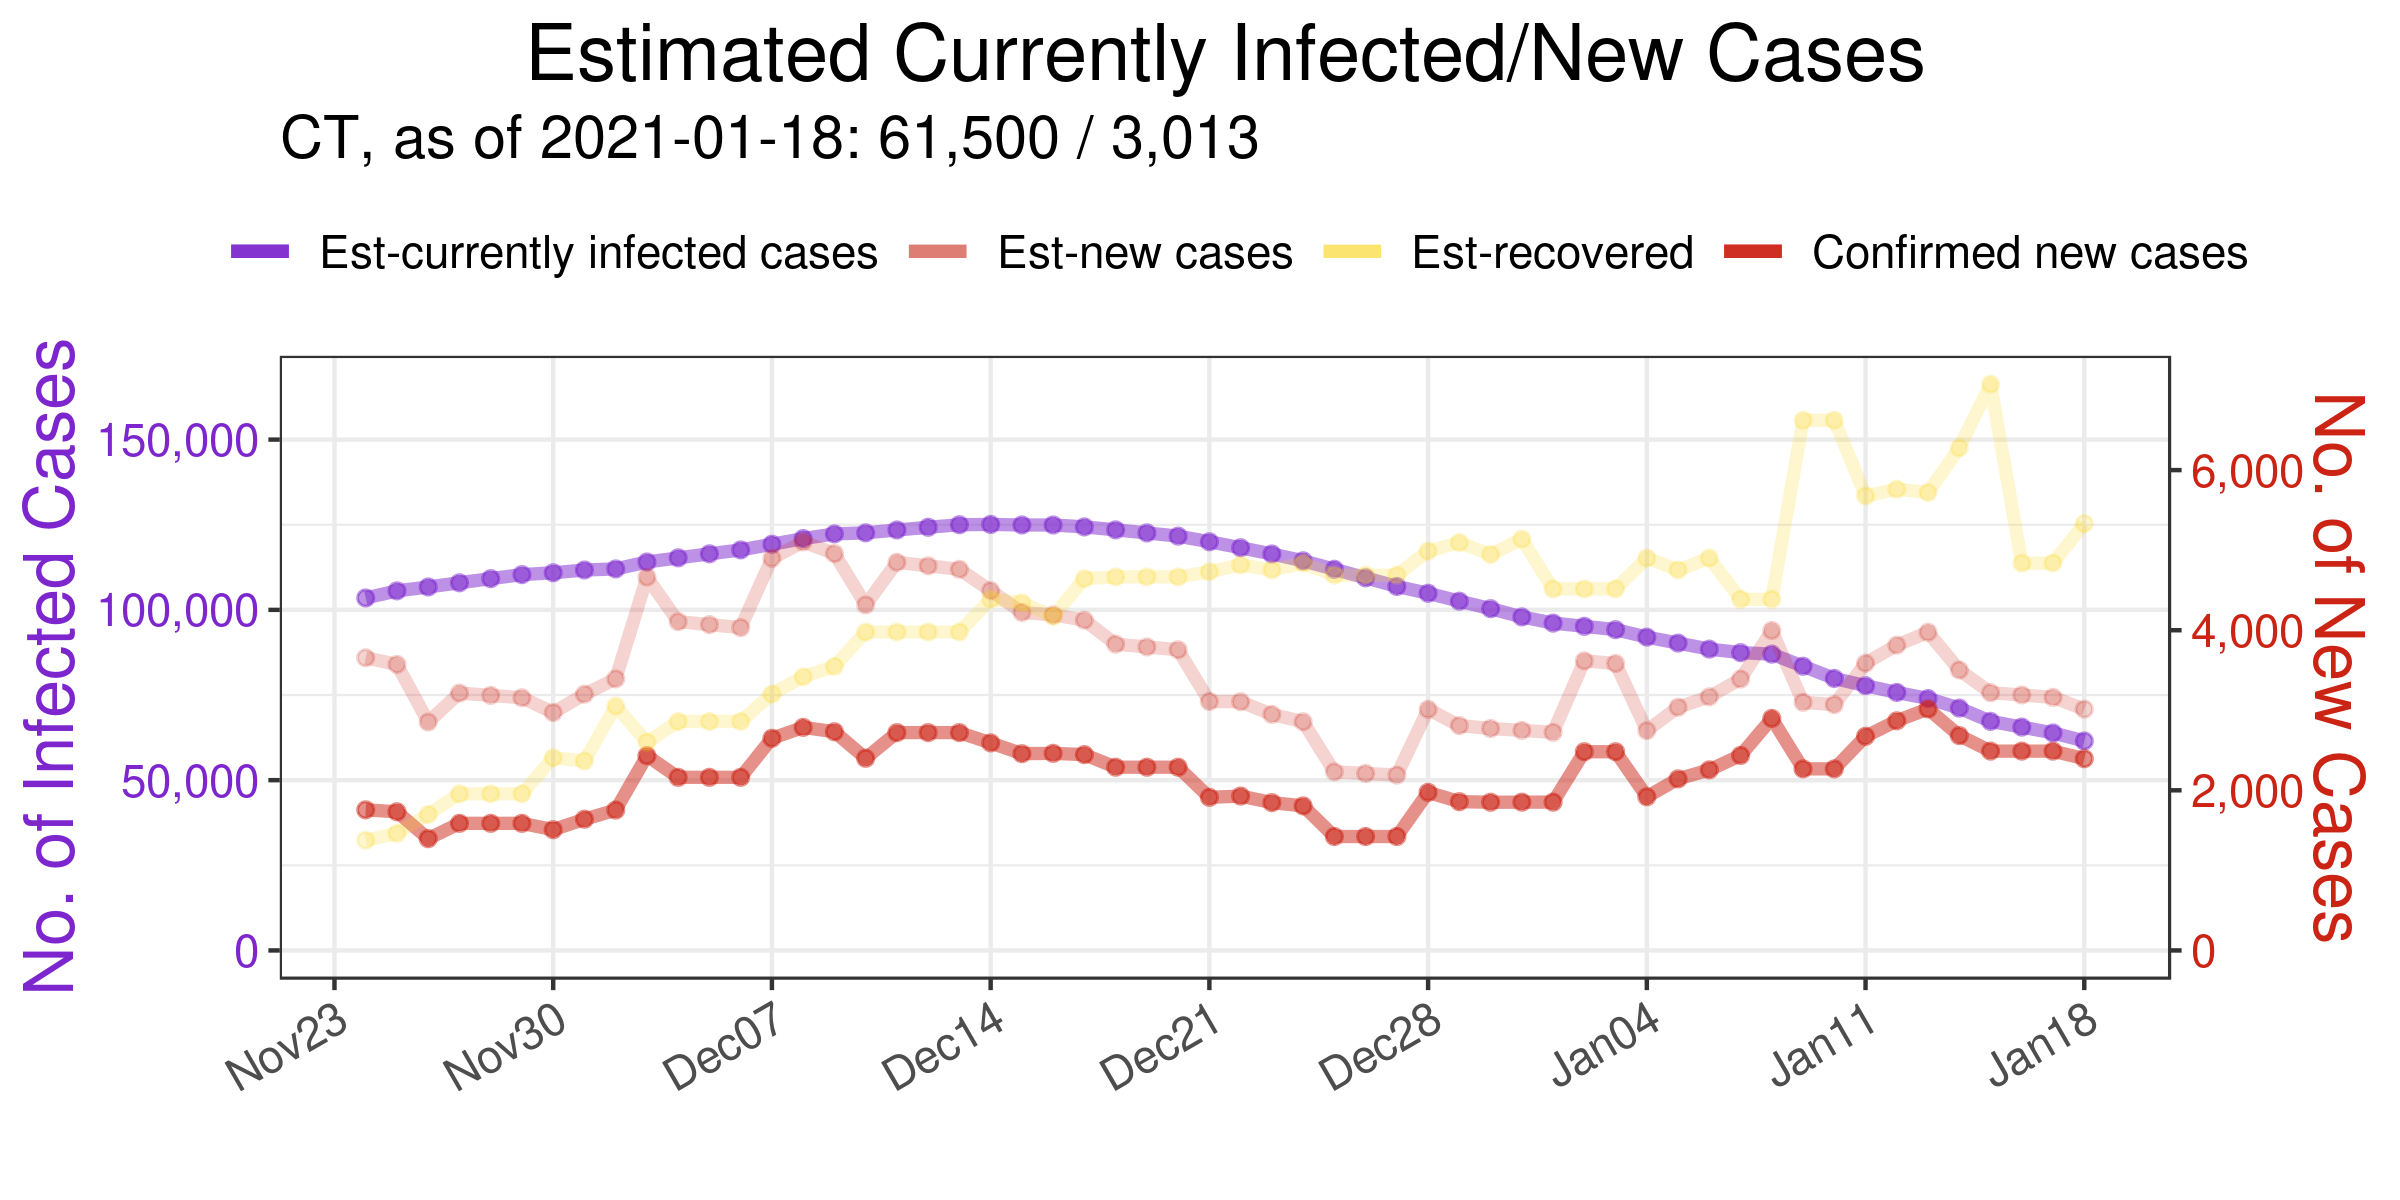 Estimated Currently Infected/New Cases
CT, as of 2021-01-18: 61,500 / 3,013
Est-currently infected cases Est-new cases Est-recovered Confirmed new cases
No. of Infected Cases
150,000
100,000
50,000
0
6,000
4,000
2,000
0
No. of New Cases
Nov23 Nov30 Dec07 Dec14 Dec21 Dec28 Jan04 Jan11 Jan18